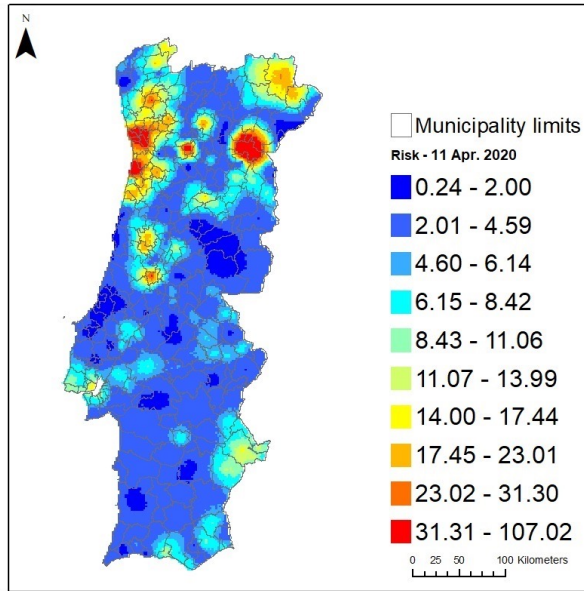 N
Municipality limits
Risk - 11 Apr. 2020
0.24 - 2.00
2.01 - 4.59
4.60 - 6.14
6.15 - 8.42
8.43 - 11.06
11.07 - 13.99
14.00 - 17.44
17.45 - 23.01
23.02 - 31.30
31.31 - 107.02
0 25 50 100 Kilometers